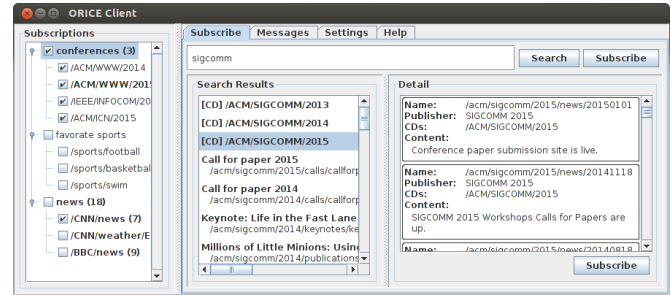 ORICE Client
Subscriptions
conferences (3)
/ACM/WWW/2014
/ACM/WWW/201
/IEEE/INFOCOM/20
/ACM/ICN/2015
favorate sports
/sports/football
/sports/basketbal
/sports/swim
news (18)
/CNN/news (7)
/CNN/weather/E
/BBC/news (9)
Subscribe Messages Settings Help
sigcomm
Search Subscribe
Search Results
[CD] /ACM/SIGCOMM/2013
[CD] /ACM/SIGCOMM/2014
[CD] /ACM/SIGCOMM/2015
Call for paper 2015
/acm/sigcomm/2015/calls/callforp
Call for paper 2014
/acm/sigcomm/2014/calls/callforp
Keynote: Life in the Fast Lane
/acm/sigcomm/2014/keynotes/ke
Millions of Little Minions: Usin
/acm/sigcomm/2014/publications
Detail
Name: /acm/sigcomm/2015/news/20150101
Publisher: SIGCOMM 2015
CDs: /ACM/SIGCOMM/2015
Content:
Conference paper submission site is live.
Name: /acm/sigcomm/2015/news/20141118
Publisher: SIGCOMM 2015
CDs: /ACM/SIGCOMM/2015
Content:
SIGCOMM 2015 Workshops Calls for Papers are
up.
Name: /acm/sigcomm/2015/news/20140818
Subscribe